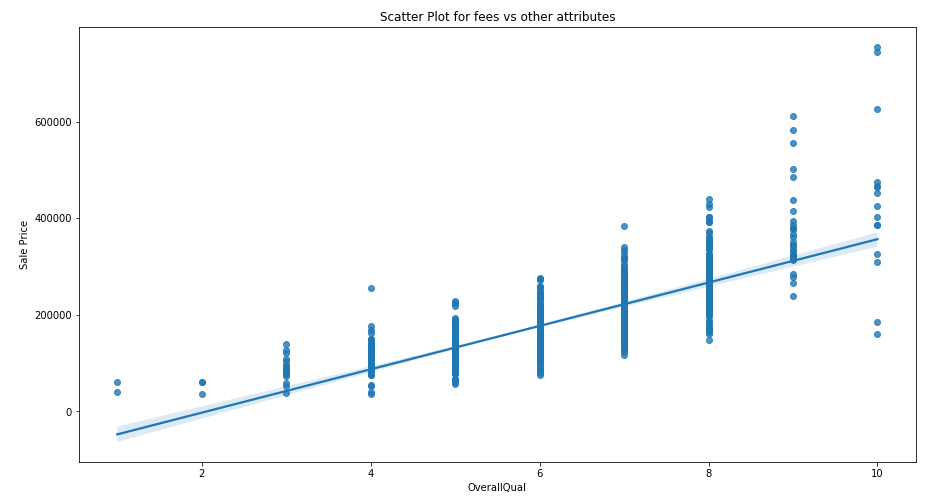 Scatter Plot for fees vs other attributes
600000
400000
200000
0
Sale Price
2 4 6 8 10
OverallQual